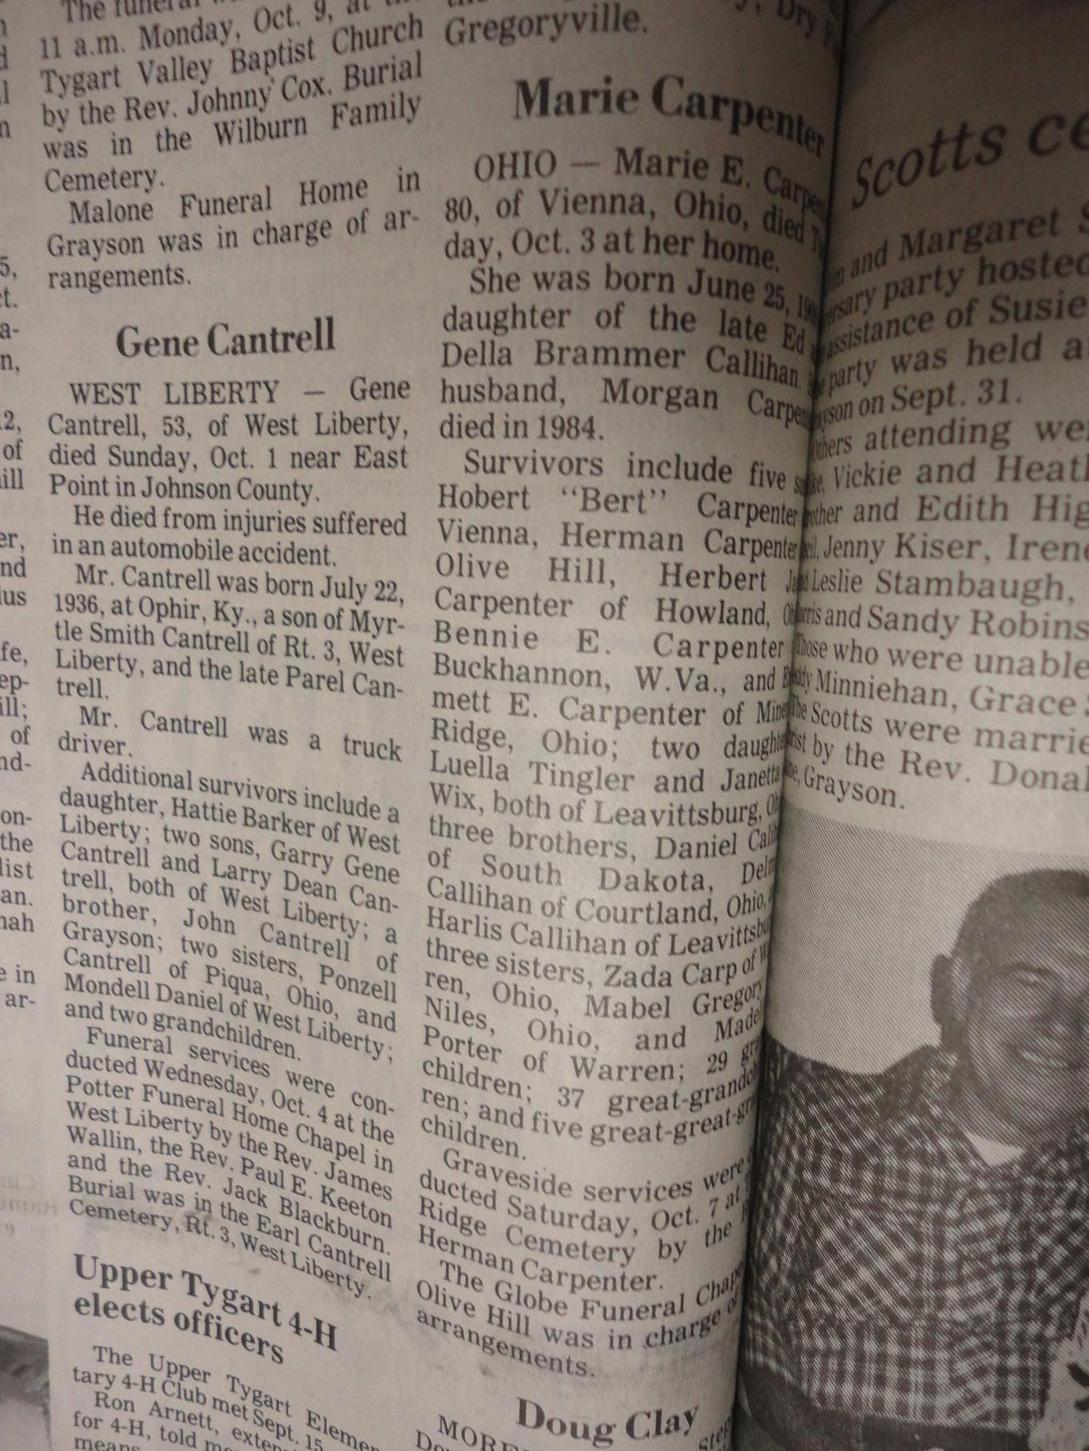 The funeral was
11 a.m. Monday, Oct. 9, at the
Tygart Valley Baptist Church
by the Rev. Johnny Cox. Burial
was in the Wilburn Family
Cemetery.
Malone Funeral Home in
Grayson was in charge of ar-
rangements.
Gene Cantrell
WEST LIBERTY — Gene
Cantrell, 53, of West Liberty,
died Sunday, Oct. 1 near East
Point in Johnson County.
He died from injuries suffered
in an automobile accident.
Mr. Cantrell was born July 22,
1936, at Ophir, Ky., a son of Myr-
tle Smith Cantrell of Rt. 3, West
Liberty, and the late Parel Can-
trell.
Mr. Cantrell was a truck
driver.
Additional survivors include a
daughter, Hattie Barker of West
Liberty; two sons, Garry Gene
Cantrell and Larry Dean Can-
trell, both of West Liberty; a
brother, John Cantrell of
Grayson; two sisters, Ponzell
Cantrell of Piqua, Ohio, and
Mondell Daniel of West Liberty;
and two grandchildren.
Funeral services were con-
ducted Wednesday, Oct. 4 at the
Potter Funeral Home Chapel in
West Liberty by the Rev. James
Wallin, the Rev. Paul E. Keeton
and the Rev. Jack Blackburn.
Burial was in the Earl Cantrell
Cemetery, Rt. 3, West Liberty.
Upper Tygart 4-H
elects officers
The Upper Tygart Elemen-
tary 4-H Club met Sept. 15
Ron Arnett,
for 4-H, told
means
Gregoryville.
Marie Carpenter
OHIO — Marie E.
80, of Vienna, Ohio, died
day, Oct. 3 at her home.
She was born June 25,
daughter of the late Ed
Della Brammer Callihan.
husband, Morgan
died in 1984.
Survivors include five
Hobert "Bert" Carpenter
Vienna, Herman Carpenter
Olive Hill, Herbert
Carpenter of Howland,
Bennie E. Carpenter
Buckhannon, W.Va., and
mett E. Carpenter of
Ridge, Ohio; two
Luella Tingler and Janetta
Wix, both of Leavittsburg,
three brothers, Daniel
of South Dakota,
Callihan of Courtland, Ohio,
Harlis Callihan of
three sisters, Zada Carp of
ren, Ohio, Mabel Gregory
Niles, Ohio, and
Porter of Warren; 29
children; 37
ren; and five
children.
Graveside services were
ducted Saturday, Oct. 7 at
Ridge Cemetery by the
Herman Carpenter.
The Globe Funeral
Olive Hill was in charge of
arrangements.
Doug Clay
Scotts
and Margaret
party hosted
assistance of Susie
party was held
on Sept. 31.
attending
Vickie and
and Edith
Jenny Kiser,
Leslie Stambaugh,
and Sandy
who were unable
Minniehan, Grace
Scotts were
by the Rev.
Grayson.